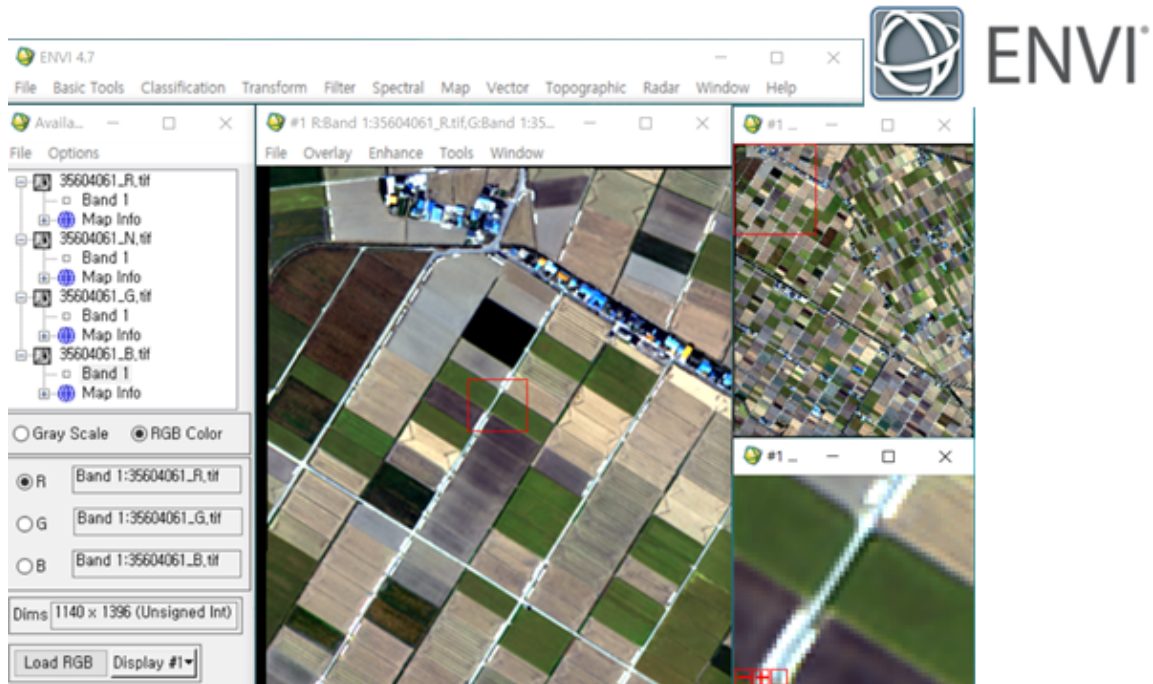 ENVI
ENVI 4.7
File Basic Tools Classification Transform Filter Spectral Map Vector Topographic Radar Window Help
Availa...
File Options
35604061_R.tif
Band 1
Map Info
35604061_N.tif
Band 1
Map Info
35604061_G.tif
Band 1
Map Info
35604061_B.tif
Band 1
Map Info
Gray Scale RGB Color
R Band 1:35604061_R.tif
G Band 1:35604061_G.tif
B Band 1:35604061_B.tif
Dims 1140 x 1396 (Unsigned Int)
Load RGB Display #1
#1 R:Band 1:35604061_R.tif,G:Band 1:35...
File Overlay Enhance Tools Window
#1 ...
#1 ...